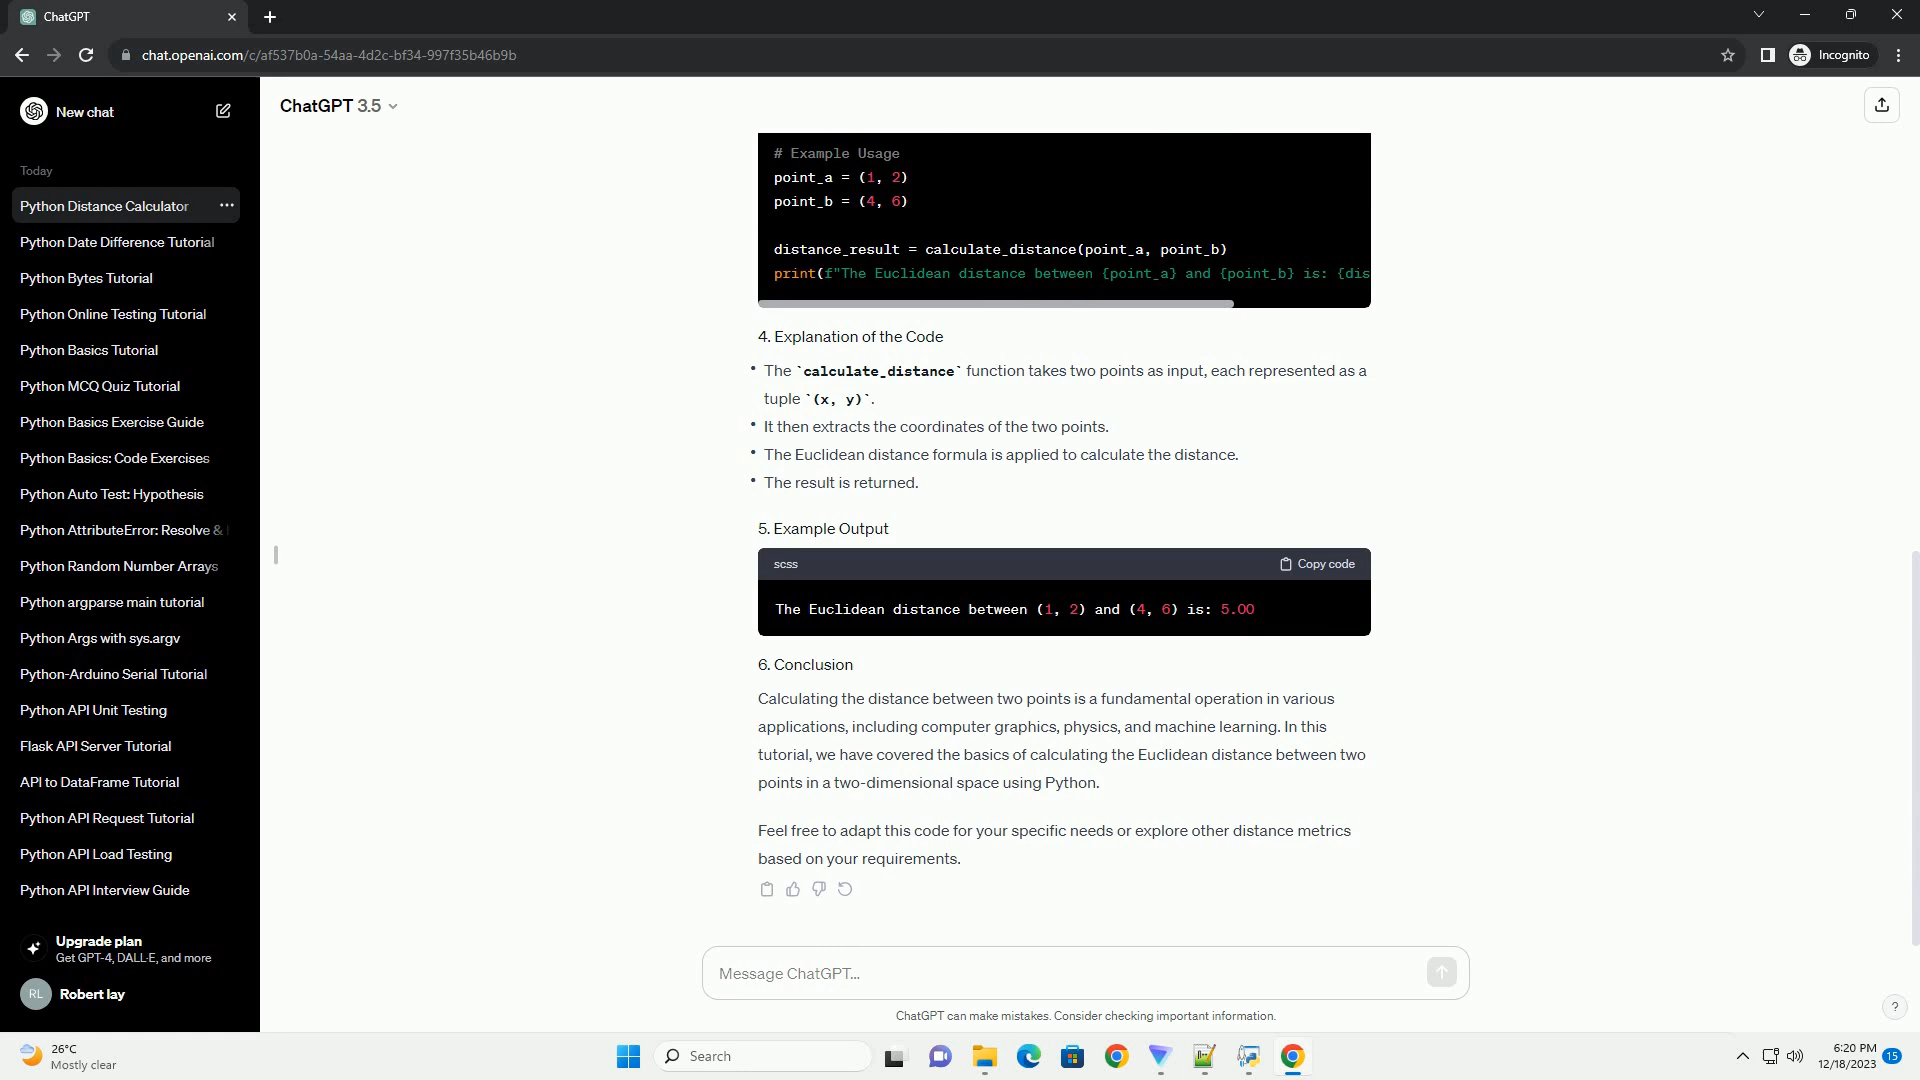 ChatGPT
chat.openai.com/c/af537b0a-54aa-4d2c-bf34-997f35b46b9b
Incognito
New chat
Today
Python Distance Calculator
Python Date Difference Tutorial
Python Bytes Tutorial
Python Online Testing Tutorial
Python Basics Tutorial
Python MCQ Quiz Tutorial
Python Basics Exercise Guide
Python Basics: Code Exercises
Python Auto Test: Hypothesis
Python AttributeError: Resolve &
Python Random Number Arrays
Python argparse main tutorial
Python Args with sys.argv
Python-Arduino Serial Tutorial
Python API Unit Testing
Flask API Server Tutorial
API to DataFrame Tutorial
Python API Request Tutorial
Python API Load Testing
Python API Interview Guide
Upgrade plan
Get GPT-4, DALL·E, and more
RL Robert lay
ChatGPT 3.5
# Example Usage
point_a = (1, 2)
point_b = (4, 6)
distance_result = calculate_distance(point_a, point_b)
print(f"The Euclidean distance between {point_a} and {point_b} is: {dis
4. Explanation of the Code
• The `calculate_distance` function takes two points as input, each represented as a
tuple `(x, y)`.
• It then extracts the coordinates of the two points.
• The Euclidean distance formula is applied to calculate the distance.
• The result is returned.
5. Example Output
scss
Copy code
The Euclidean distance between (1, 2) and (4, 6) is: 5.00
6. Conclusion
Calculating the distance between two points is a fundamental operation in various
applications, including computer graphics, physics, and machine learning. In this
tutorial, we have covered the basics of calculating the Euclidean distance between two
points in a two-dimensional space using Python.
Feel free to adapt this code for your specific needs or explore other distance metrics
based on your requirements.
Message ChatGPT...
ChatGPT can make mistakes. Consider checking important information.
?
26°C
Mostly clear
Search
6:20 PM
12/18/2023
15